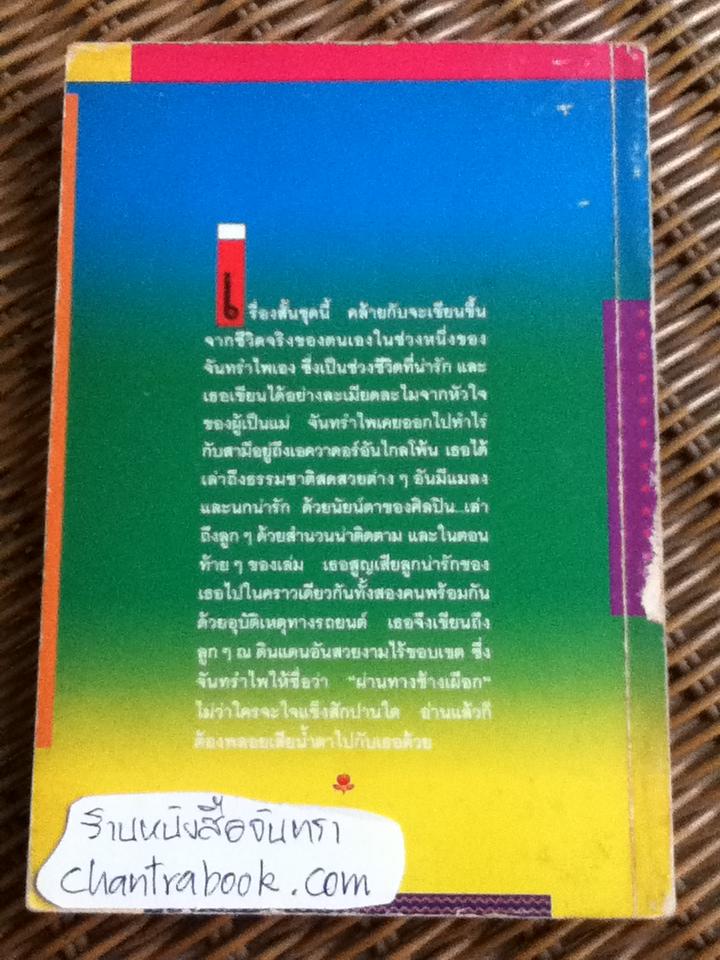 เรื่องสั้นชุดนี้ คล้ายกับจะเขียนขึ้น
จากชีวิตจริงของตนเองในช่วงหนึ่งของ
จันทรำไพเอง ซึ่งเป็นช่วงชีวิตที่น่ารัก และ
เธอเขียนได้อย่างละเมียดละไมจากหัวใจ
ของผู้เป็นแม่ จันทรำไพเคยออกไปทำไร่
กับสามีอยู่ถึงเอควาดอร์อันไกลโพ้น เธอได้
เล่าถึงธรรมชาติสดสวยต่าง ๆ อันมีแมลง
และนกน่ารัก ด้วยนัยน์ตาของศิลปิน เล่า
ถึงลูก ๆ ด้วยสำนวนน่าติดตาม และในตอน
ท้าย ๆ ของเล่ม เธอสูญเสียลูกน่ารักของ
เธอไปในคราวเดียวกันทั้งสองคนพร้อมกัน
ด้วยอุบัติเหตุทางรถยนต์ เธอจึงเขียนถึง
ลูก ๆ ณ ดินแดนอันสวยงามไร้ขอบเขต ซึ่ง
จันทรำไพให้ชื่อว่า "ผ่านทางช้างเผือก"
ไม่ว่าใครจะใจแข็งสักปานใด อ่านแล้วก็
ต้องพลอยเสียน้ำตาไปกับเธอด้วย
ร้านหนังสือจันทรา
chantrabook.com